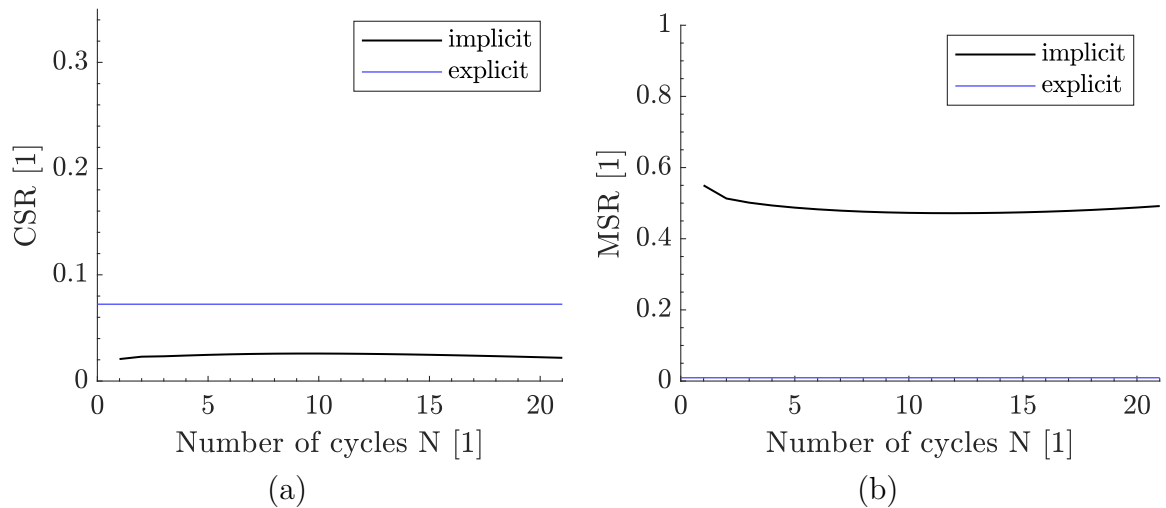 0.3
0.2
0.1
0
CSR [1]
implicit
explicit
0 5 10 15 20
Number of cycles N [1]
(a)
1
0.8
0.6
0.4
0.2
0
MSR [1]
implicit
explicit
0 5 10 15 20
Number of cycles N [1]
(b)